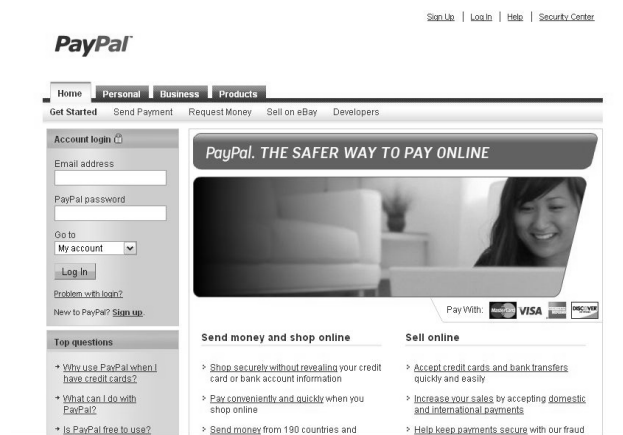 Sign Up | Log In | Help | Security Center
PayPal
Home Personal Business Products
Get Started Send Payment Request Money Sell on eBay Developers
Account login
Email address
PayPal password
Go to
My account
Log In
Problem with login?
New to PayPal? Sign up.
Top questions
Why use PayPal when I
have credit cards?
What can I do with
PayPal?
Is PayPal free to use?
PayPal. THE SAFER WAY TO PAY ONLINE
Pay With: MasterCard VISA DISCOVER
Send money and shop online
Shop securely without revealing your credit
card or bank account information
Pay conveniently and quickly when you
shop online
Send money from 190 countries and
Sell online
Accept credit cards and bank transfers
quickly and easily
Increase your sales by accepting domestic
and international payments
Help keep payments secure with our fraud